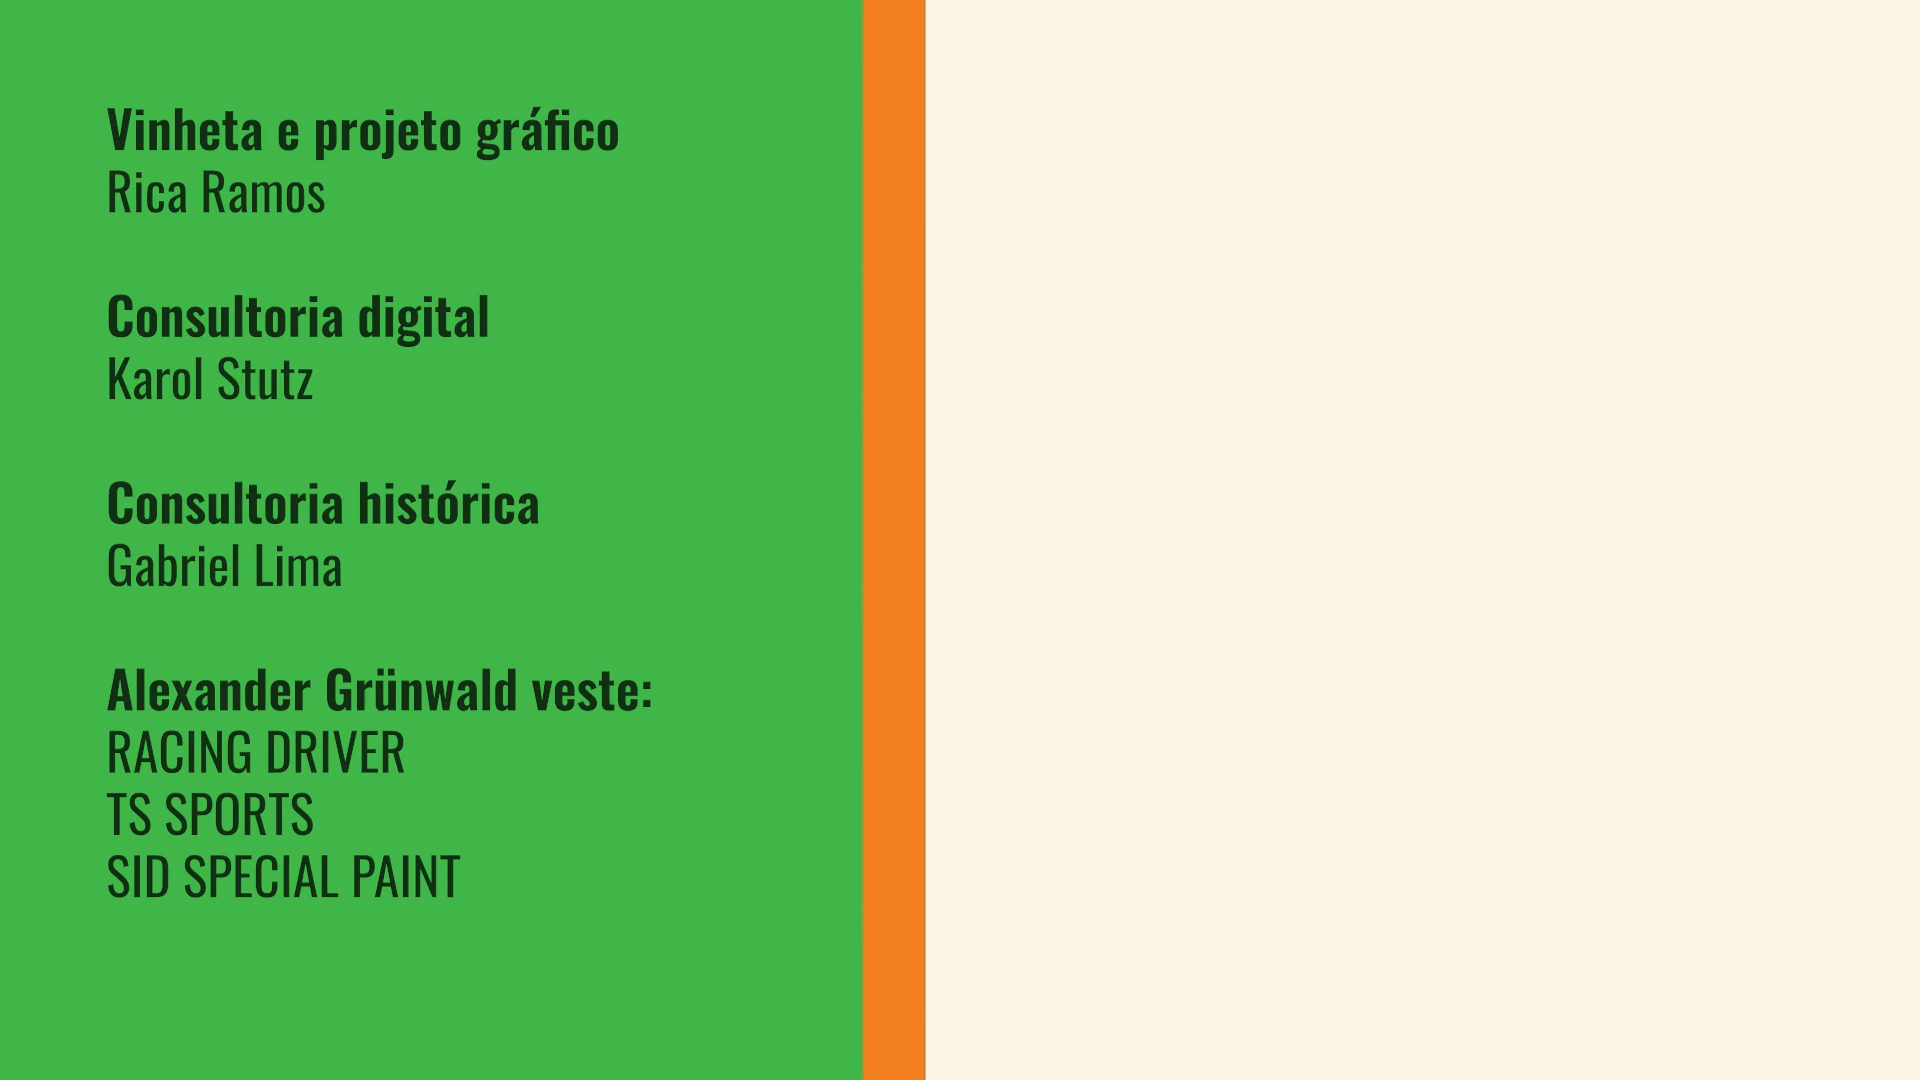 Vinheta e projeto gráfico
Rica Ramos
Consultoria digital
Karol Stutz
Consultoria histórica
Gabriel Lima
Alexander Grünwald veste:
RACING DRIVER
TS SPORTS
SID SPECIAL PAINT